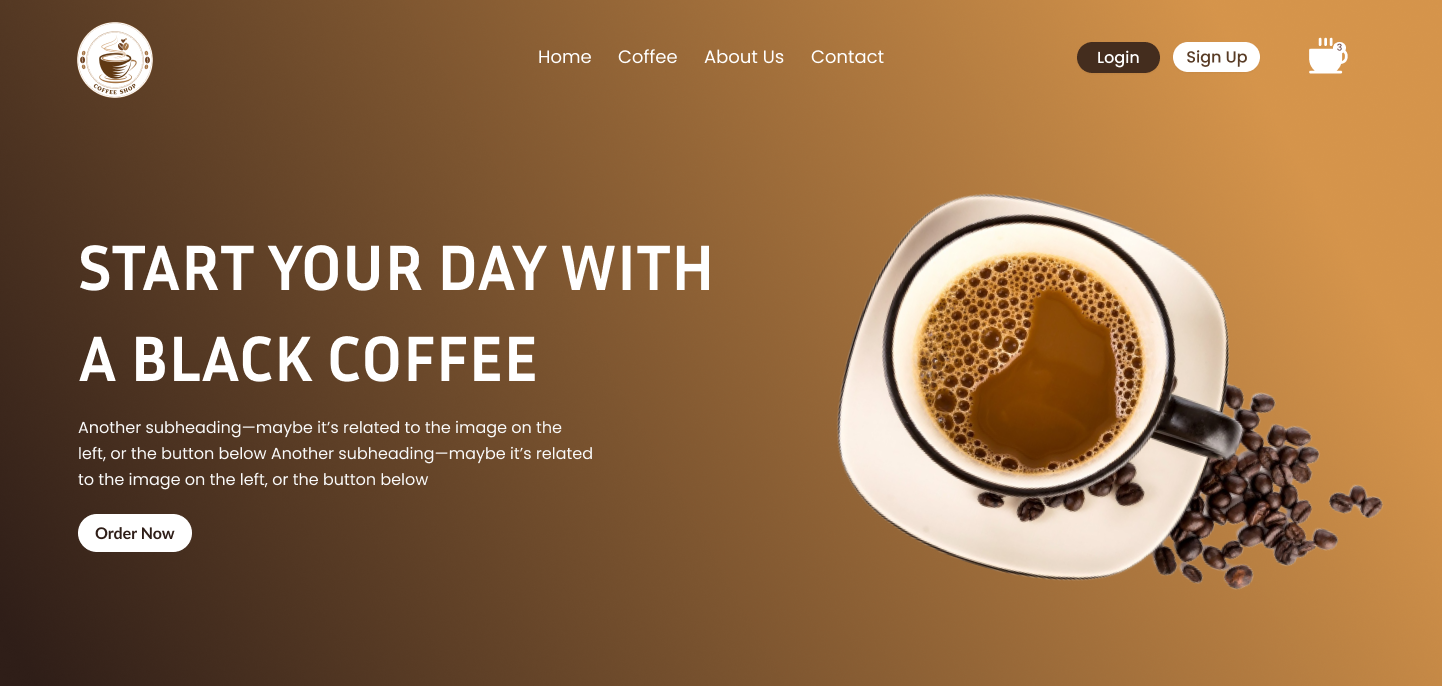 COFFEE SHOP
Home Coffee About Us Contact
Login Sign Up 3
START YOUR DAY WITH
A BLACK COFFEE
Another subheading—maybe it’s related to the image on the
left, or the button below Another subheading—maybe it’s related
to the image on the left, or the button below
Order Now